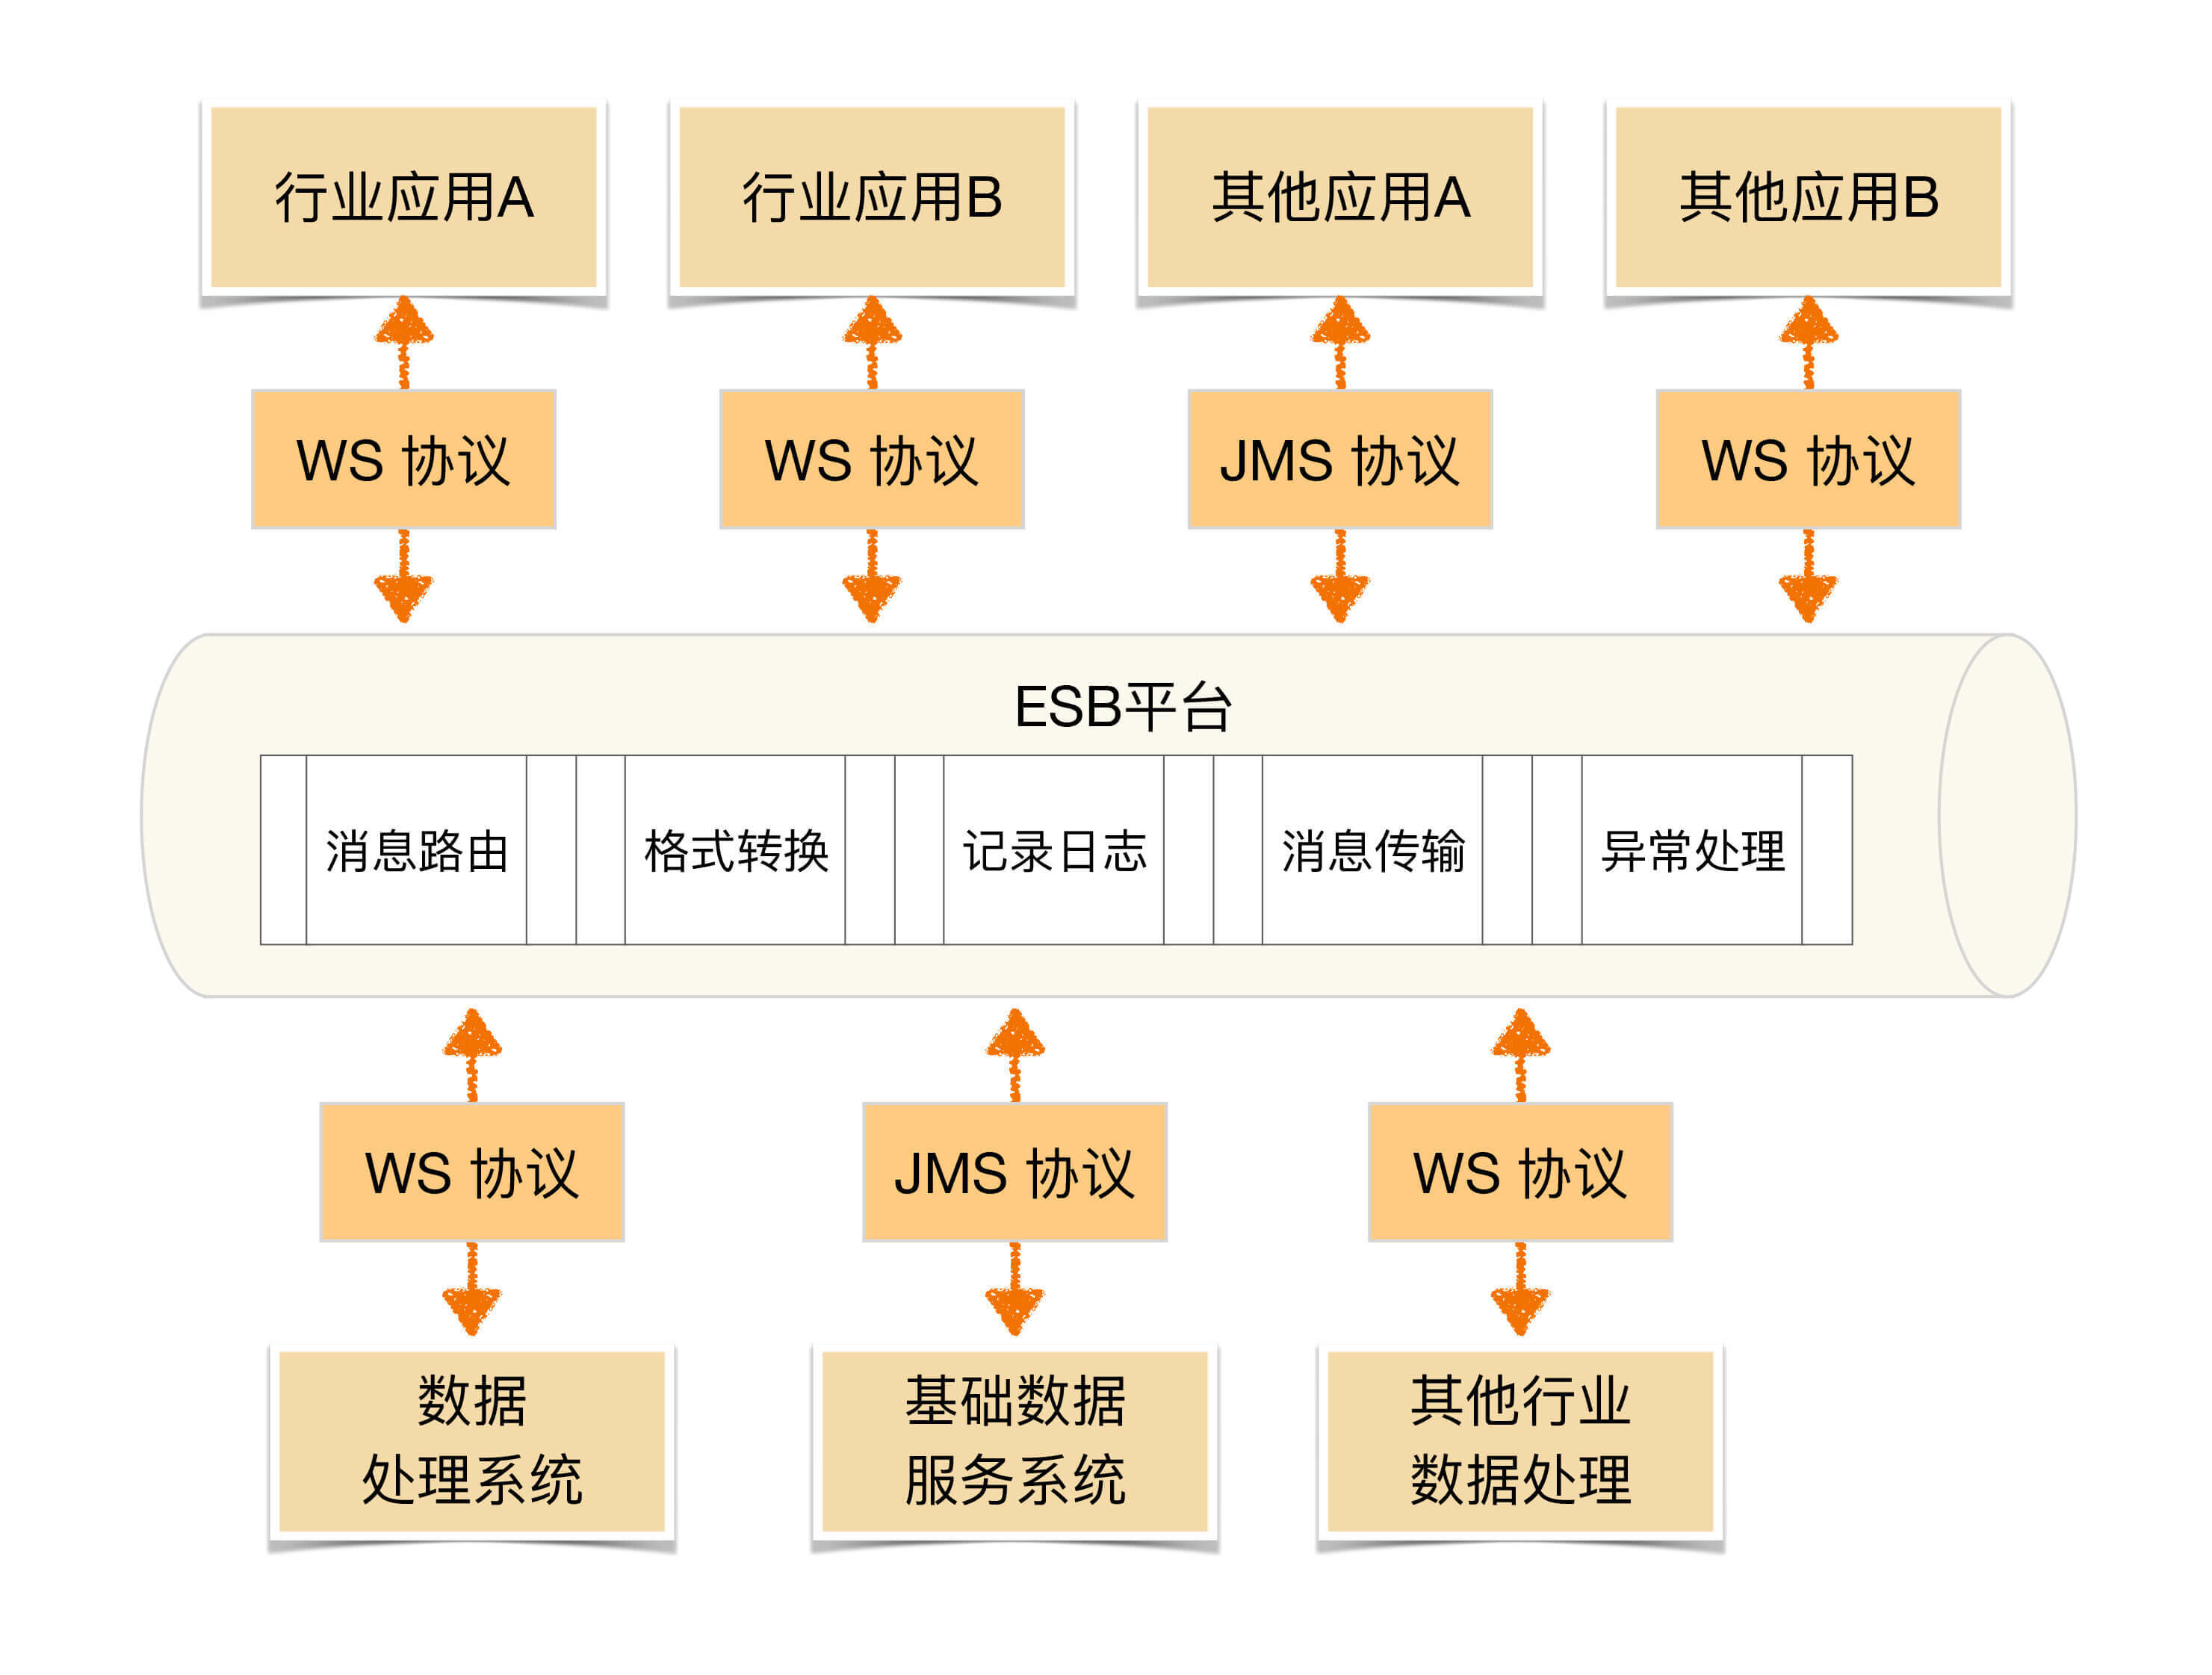 行业应用A
行业应用B
其他应用A
其他应用B
WS 协议
WS 协议
JMS 协议
WS 协议
ESB平台
消息路由
格式转换
记录日志
消息传输
异常处理
WS 协议
JMS 协议
WS 协议
数据
处理系统
基础数据
服务系统
其他行业
数据处理